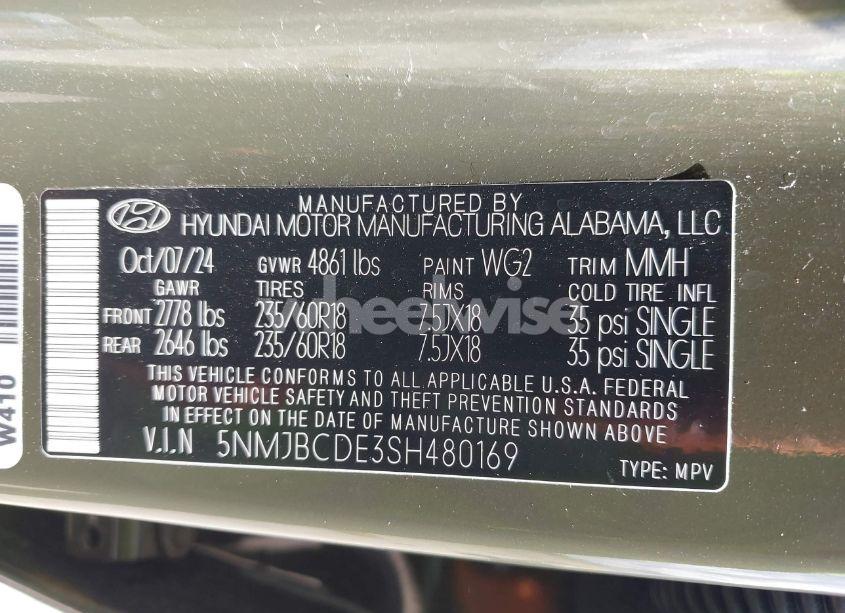 MANUFACTURED BY
HYUNDAI MOTOR MANUFACTURING ALABAMA, LLC
Oct/07/24 GVWR 4861 lbs PAINT WG2 TRIM MMH
GAWR TIRES RIMS COLD TIRE INFL
FRONT 2778 lbs 235/60R18 7.5JX18 35 psi SINGLE
REAR 2646 lbs 235/60R18 7.5JX18 35 psi SINGLE
THIS VEHICLE CONFORMS TO ALL APPLICABLE U.S.A. FEDERAL
MOTOR VEHICLE SAFETY AND THEFT PREVENTION STANDARDS
IN EFFECT ON THE DATE OF MANUFACTURE SHOWN ABOVE
V.I.N 5NMJBCDE3SH480169
TYPE: MPV
W410
wheelwise